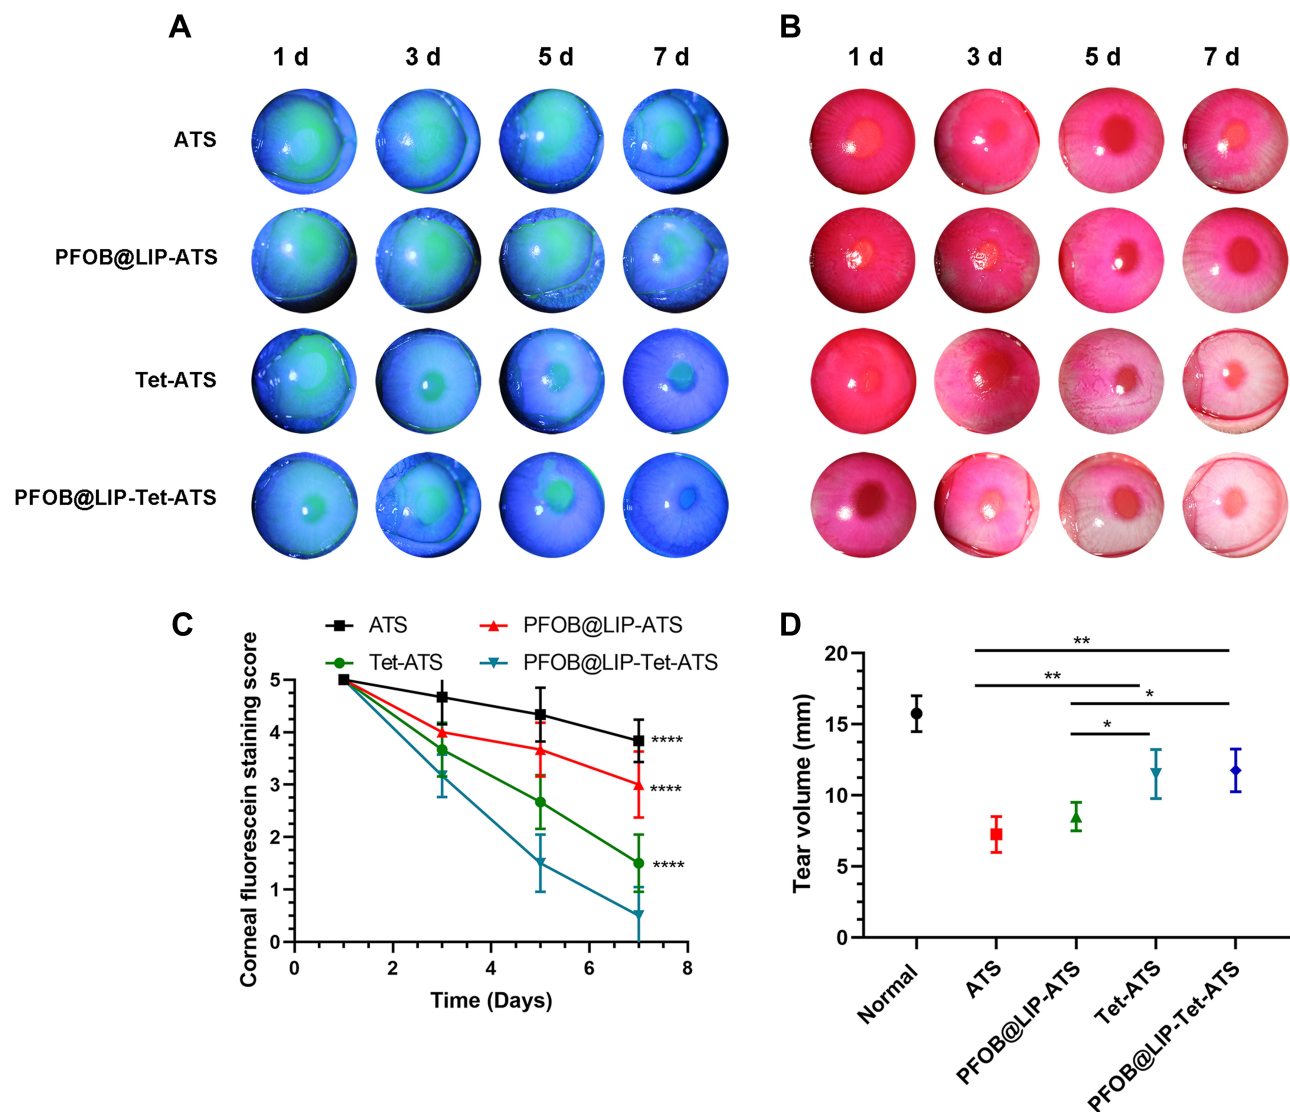 A
1 d 3 d 5 d 7 d
ATS
PFOB@LIP-ATS
Tet-ATS
PFOB@LIP-Tet-ATS
B
1 d 3 d 5 d 7 d
C
ATS PFOB@LIP-ATS
Tet-ATS PFOB@LIP-Tet-ATS
Corneal fluorescein staining score
5
4
3
2
1
0
****
****
****
0 2 4 6 8
Time (Days)
D
Tear volume (mm)
20
15
10
5
0
**
**
*
*
Normal
ATS
PFOB@LIP-ATS
Tet-ATS
PFOB@LIP-Tet-ATS